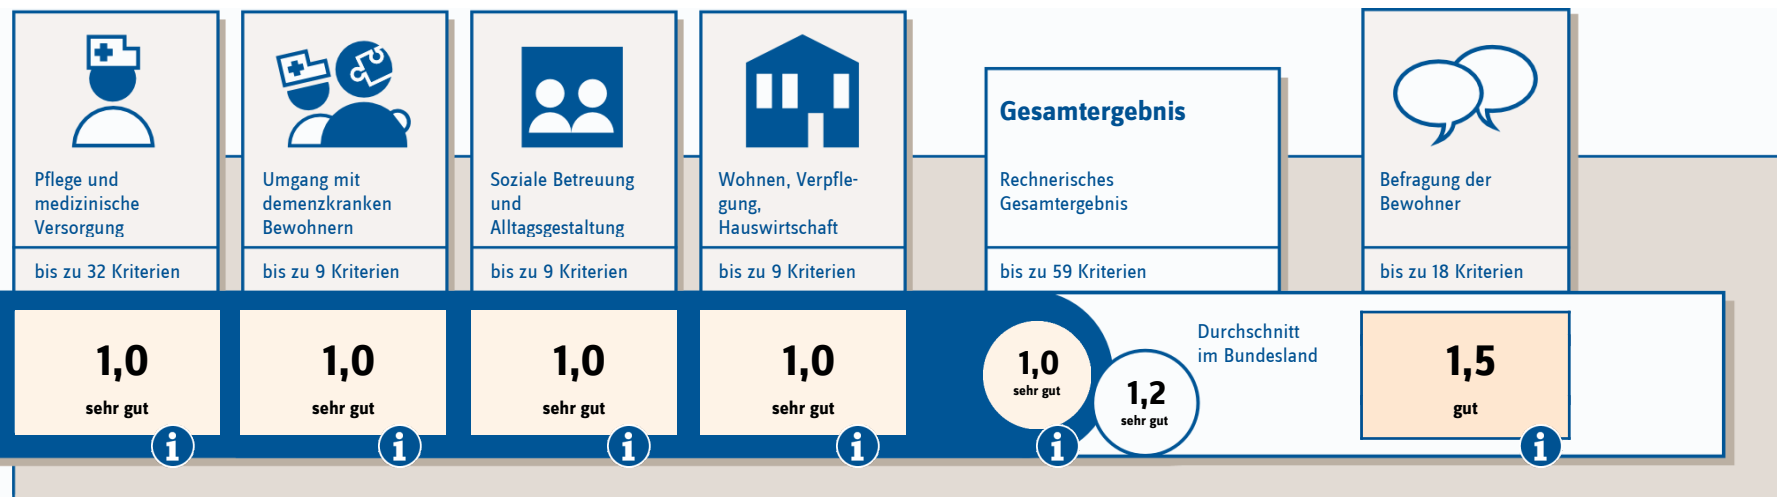 Pflege und
medizinische
Versorgung
bis zu 32 Kriterien
1,0
sehr gut
i
Umgang mit
demenzkranken
Bewohnern
bis zu 9 Kriterien
1,0
sehr gut
i
Soziale Betreuung
und
Alltagsgestaltung
bis zu 9 Kriterien
1,0
sehr gut
i
Wohnen, Verpfle-
gung,
Hauswirtschaft
bis zu 9 Kriterien
1,0
sehr gut
i
Gesamtergebnis
Rechnerisches
Gesamtergebnis
bis zu 59 Kriterien
1,0
sehr gut
i
1,2
sehr gut
Durchschnitt
im Bundesland
Befragung der
Bewohner
bis zu 18 Kriterien
1,5
gut
i